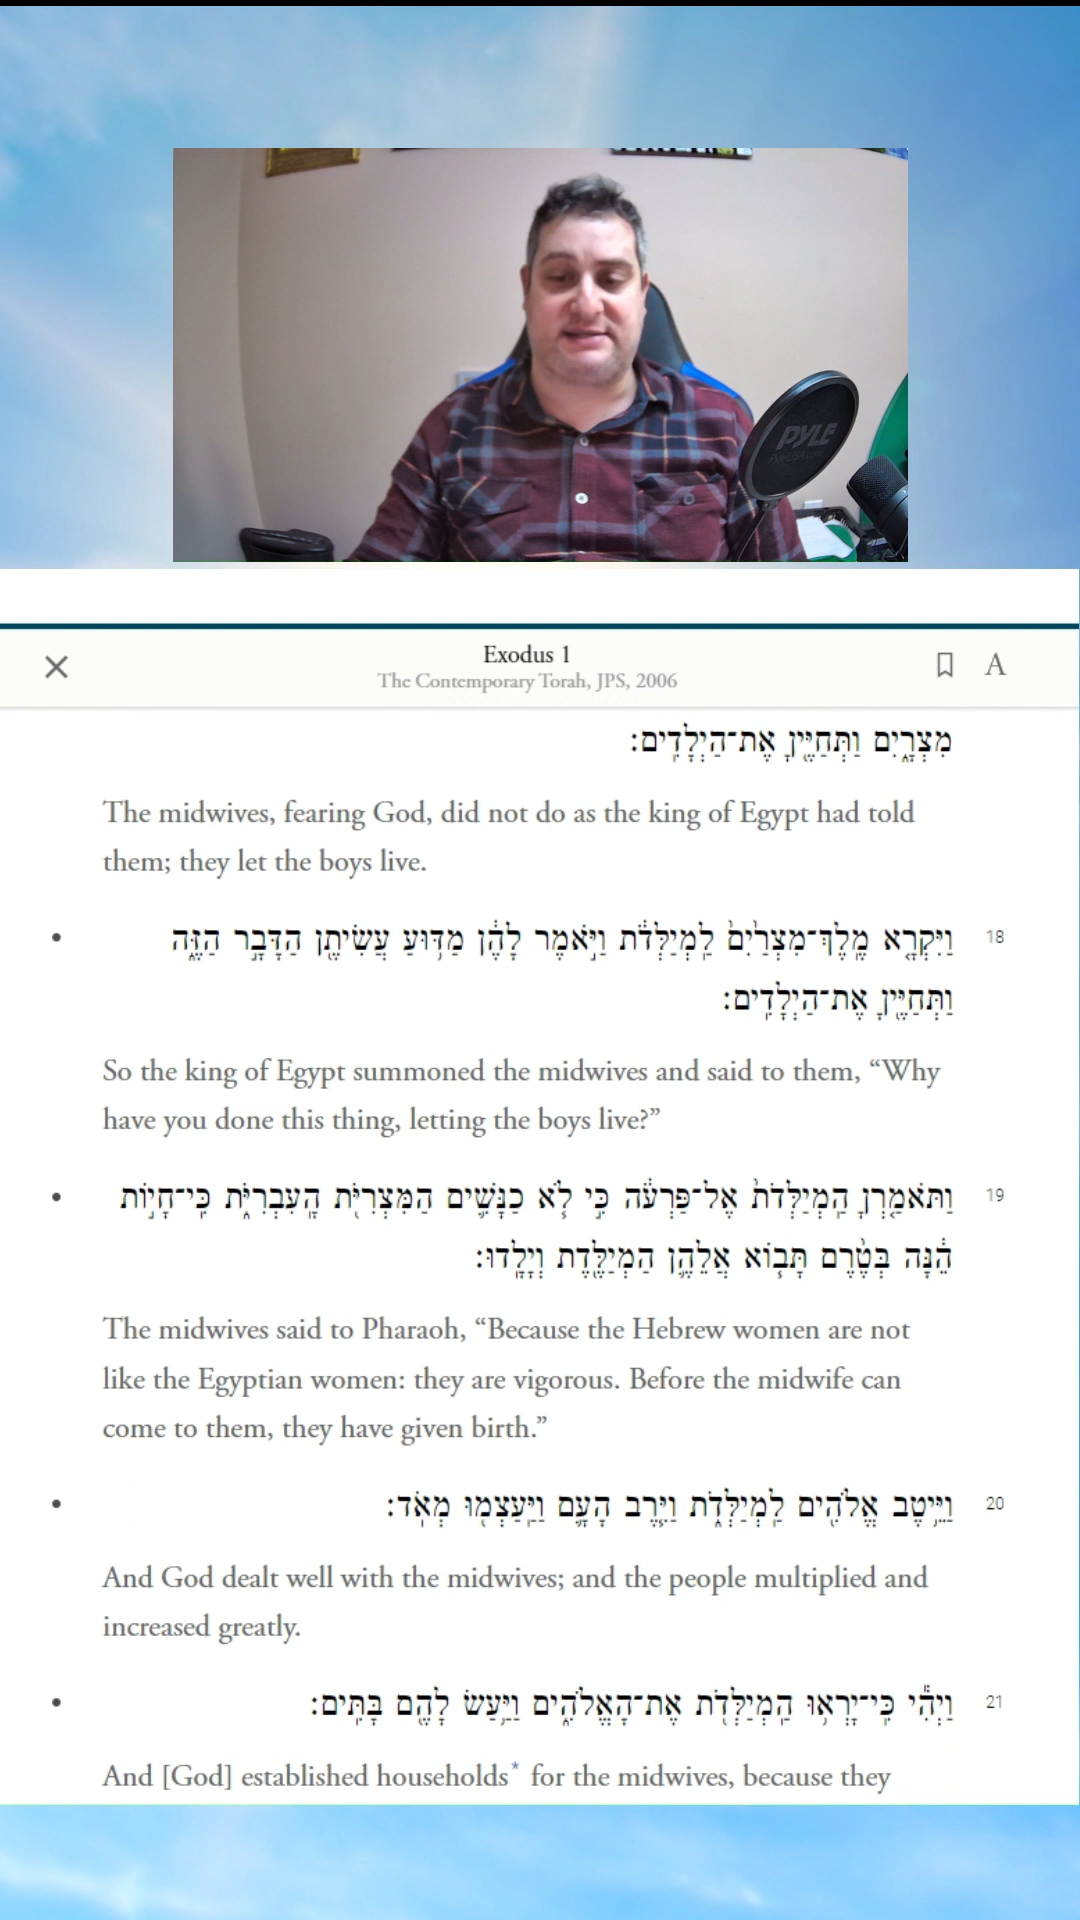 PYLE
PyleUSA.com
Exodus 1
The Contemporary Torah, JPS, 2006
A
מִצְרָ֑יִם וַתְּחַיֶּ֖יןָ אֶת־הַיְלָדִֽים׃
The midwives, fearing God, did not do as the king of Egypt had told
them; they let the boys live.
18
וַיִּקְרָ֤א מֶֽלֶךְ־מִצְרַ֙יִם֙ לַֽמְיַלְּדֹ֔ת וַיֹּ֣אמֶר לָהֶ֔ן מַדּ֥וּעַ עֲשִׂיתֶ֖ן הַדָּבָ֣ר הַזֶּ֑ה
וַתְּחַיֶּ֖יןָ אֶת־הַיְלָדִֽים׃
So the king of Egypt summoned the midwives and said to them, “Why
have you done this thing, letting the boys live?”
19
וַתֹּאמַ֤רְןָ הַֽמְיַלְּדֹת֙ אֶל־פַּרְעֹ֔ה כִּ֣י לֹ֧א כַנָּשִׁ֛ים הַמִּצְרִיֹּ֖ת הָֽעִבְרִיֹּ֑ת כִּֽי־חָי֣וֹת
הֵ֔נָּה בְּטֶ֨רֶם תָּב֧וֹא אֲלֵהֶ֛ן הַמְיַלֶּ֖דֶת וְיָלָֽדוּ׃
The midwives said to Pharaoh, “Because the Hebrew women are not
like the Egyptian women: they are vigorous. Before the midwife can
come to them, they have given birth.”
20
וַיֵּ֥יטֶב אֱלֹהִ֖ים לַֽמְיַלְּדֹ֑ת וַיִּ֧רֶב הָעָ֛ם וַיַּֽעַצְמ֖וּ מְאֹֽד׃
And God dealt well with the midwives; and the people multiplied and
increased greatly.
21
וַיְהִ֕י כִּֽי־יָרְא֥וּ הַֽמְיַלְּדֹ֖ת אֶת־הָאֱלֹהִ֑ים וַיַּ֥עַשׂ לָהֶ֖ם בָּתִּֽים׃
And [God] established households* for the midwives, because they